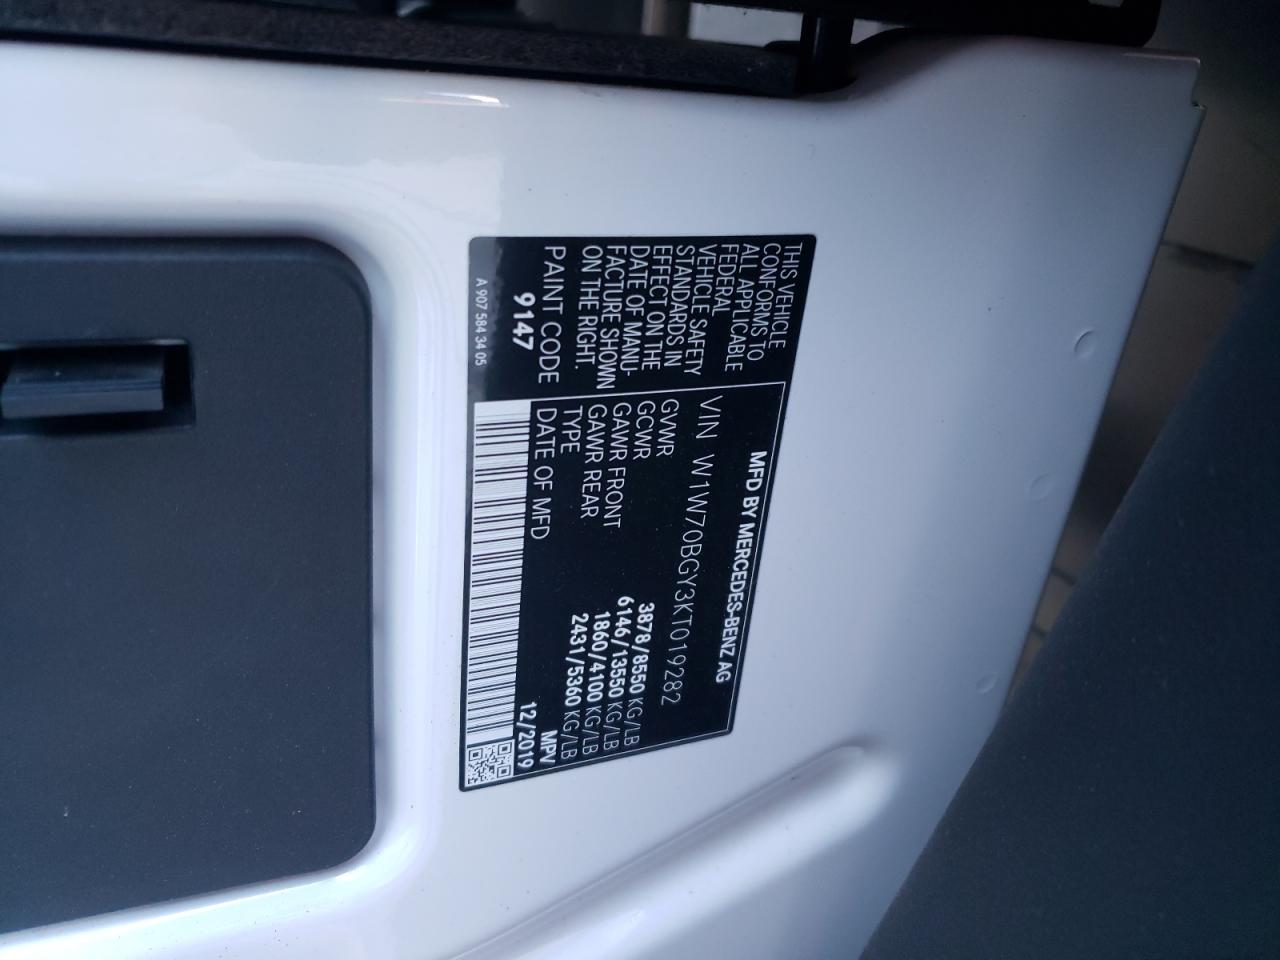 MFD BY MERCEDES-BENZ AG
THIS VEHICLE
CONFORMS TO
ALL APPLICABLE
FEDERAL
VEHICLE SAFETY
STANDARDS IN
EFFECT ON THE
DATE OF MANU-
FACTURE SHOWN
ON THE RIGHT.
PAINT CODE
9147
A 907 584 34 05
VIN W1W70BGY3KT019282
GVWR 3878/8550 KG/LB
GCWR 6146/13550 KG/LB
GAWR FRONT 1860/4100 KG/LB
GAWR REAR 2431/5360 KG/LB
TYPE MPV
DATE OF MFD 12/2019